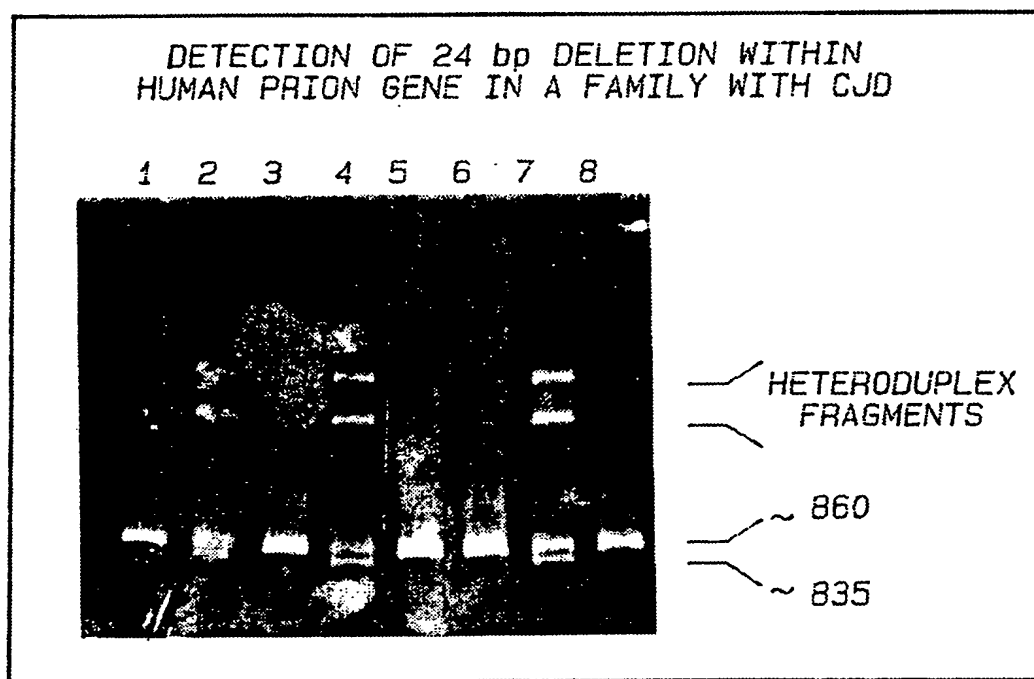 DETECTION OF 24 bp DELETION WITHIN
HUMAN PRION GENE IN A FAMILY WITH CJD
1 2 3 4 5 6 7 8
HETERODUPLEX
FRAGMENTS
~ 860
~ 835